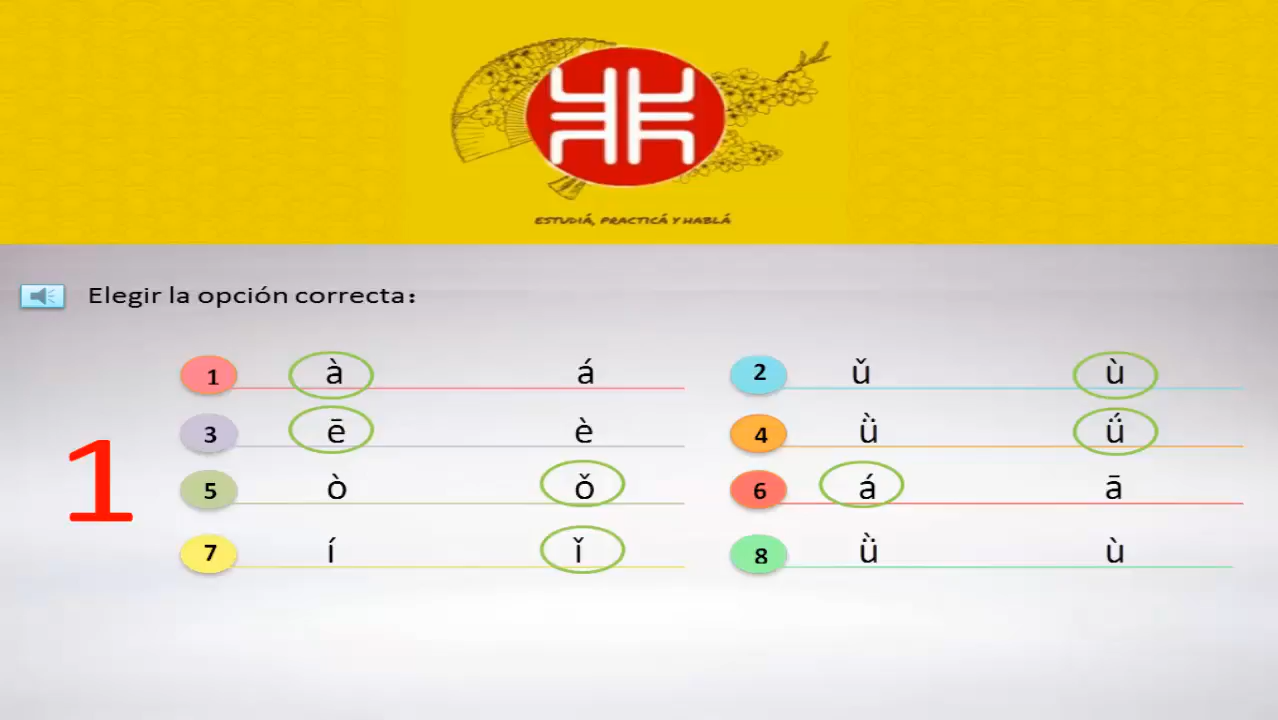 ESTUDIÁ, PRACTICÁ Y HABLÁ
Elegir la opción correcta：
1 à á 2 ǔ ù
3 ē è 4 ǜ ǘ
1
5 ò ǒ 6 á ā
7 í ǐ 8 ǜ ù